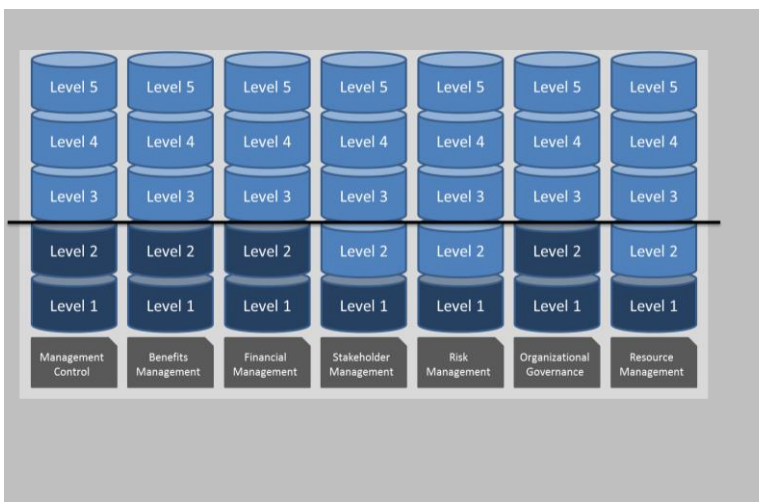 Level 5 Level 5 Level 5 Level 5 Level 5 Level 5 Level 5
Level 4 Level 4 Level 4 Level 4 Level 4 Level 4 Level 4
Level 3 Level 3 Level 3 Level 3 Level 3 Level 3 Level 3
Level 2 Level 2 Level 2 Level 2 Level 2 Level 2 Level 2
Level 1 Level 1 Level 1 Level 1 Level 1 Level 1 Level 1
Management
Control
Benefits
Management
Financial
Management
Stakeholder
Management
Risk
Management
Organizational
Governance
Resource
Management